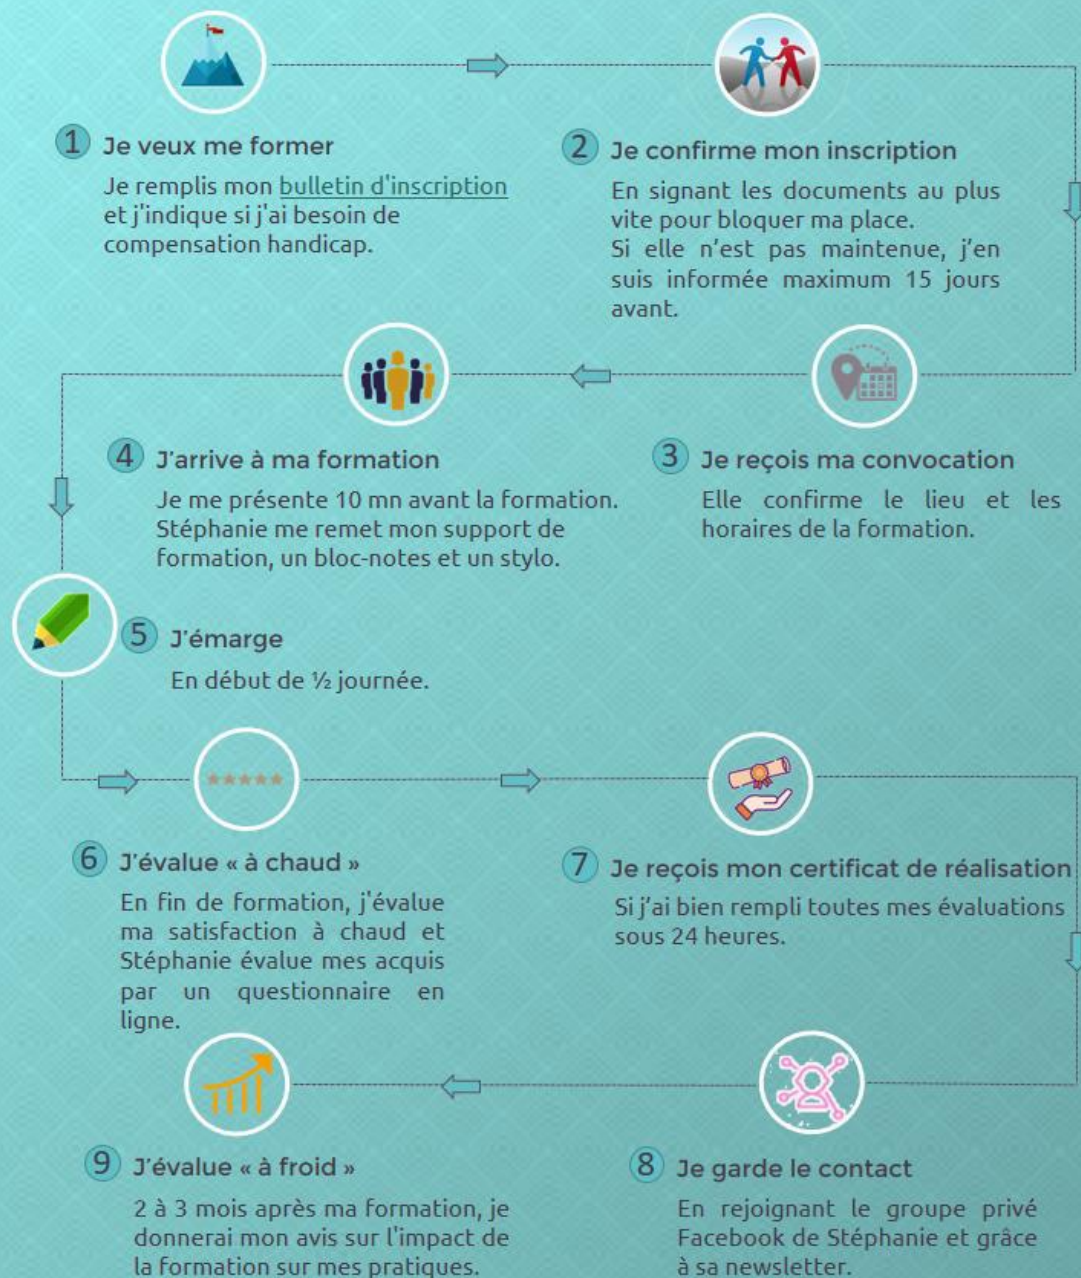 1 Je veux me former
Je remplis mon bulletin d'inscription
et j'indique si j'ai besoin de
compensation handicap.
2 Je confirme mon inscription
En signant les documents au plus
vite pour bloquer ma place.
Si elle n'est pas maintenue, j'en
suis informée maximum 15 jours
avant.
3 Je reçois ma convocation
Elle confirme le lieu et les
horaires de la formation.
4 J'arrive à ma formation
Je me présente 10 mn avant la formation.
Stéphanie me remet mon support de
formation, un bloc-notes et un stylo.
5 J'émarge
En début de ½ journée.
6 J'évalue « à chaud »
En fin de formation, j'évalue
ma satisfaction à chaud et
Stéphanie évalue mes acquis
par un questionnaire en
ligne.
7 Je reçois mon certificat de réalisation
Si j'ai bien rempli toutes mes évaluations
sous 24 heures.
8 Je garde le contact
En rejoignant le groupe privé
Facebook de Stéphanie et grâce
à sa newsletter.
9 J'évalue « à froid »
2 à 3 mois après ma formation, je
donnerai mon avis sur l'impact de
la formation sur mes pratiques.